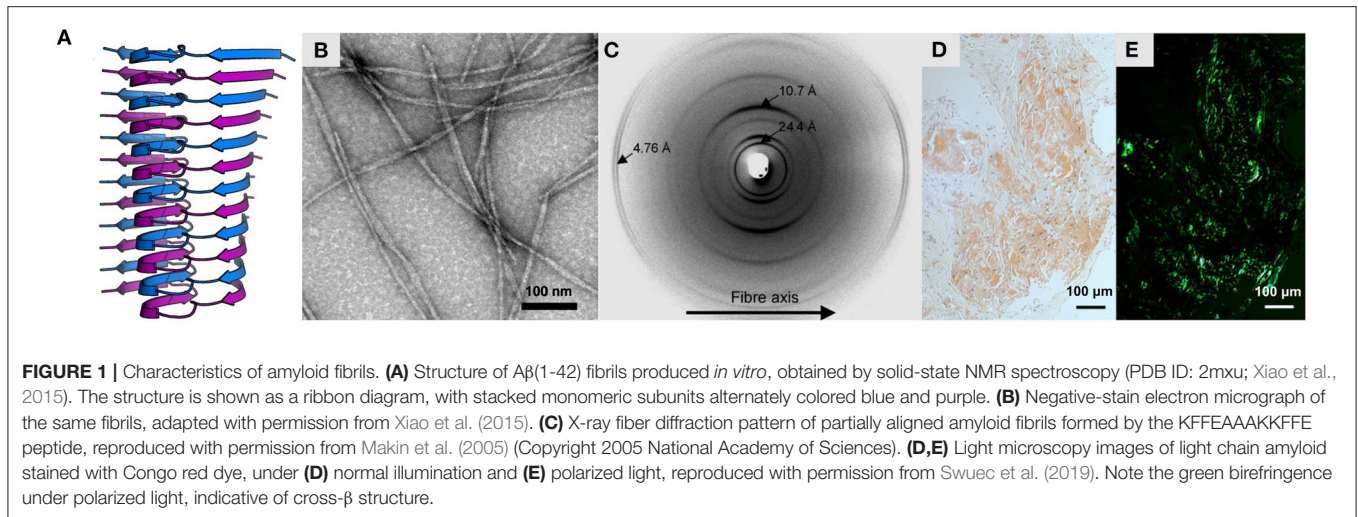 A
B
C
D
E
10.7 Å
24.4 Å
4.76 Å
100 nm
Fibre axis
100 µm
100 µm
FIGURE 1 | Characteristics of amyloid fibrils. (A) Structure of Aβ(1-42) fibrils produced in vitro, obtained by solid-state NMR spectroscopy (PDB ID: 2mxu; Xiao et al.,
2015). The structure is shown as a ribbon diagram, with stacked monomeric subunits alternately colored blue and purple. (B) Negative-stain electron micrograph of
the same fibrils, adapted with permission from Xiao et al. (2015). (C) X-ray fiber diffraction pattern of partially aligned amyloid fibrils formed by the KFFEAAAKKFFE
peptide, reproduced with permission from Makin et al. (2005) (Copyright 2005 National Academy of Sciences). (D,E) Light microscopy images of light chain amyloid
stained with Congo red dye, under (D) normal illumination and (E) polarized light, reproduced with permission from Swuec et al. (2019). Note the green birefringence
under polarized light, indicative of cross-β structure.